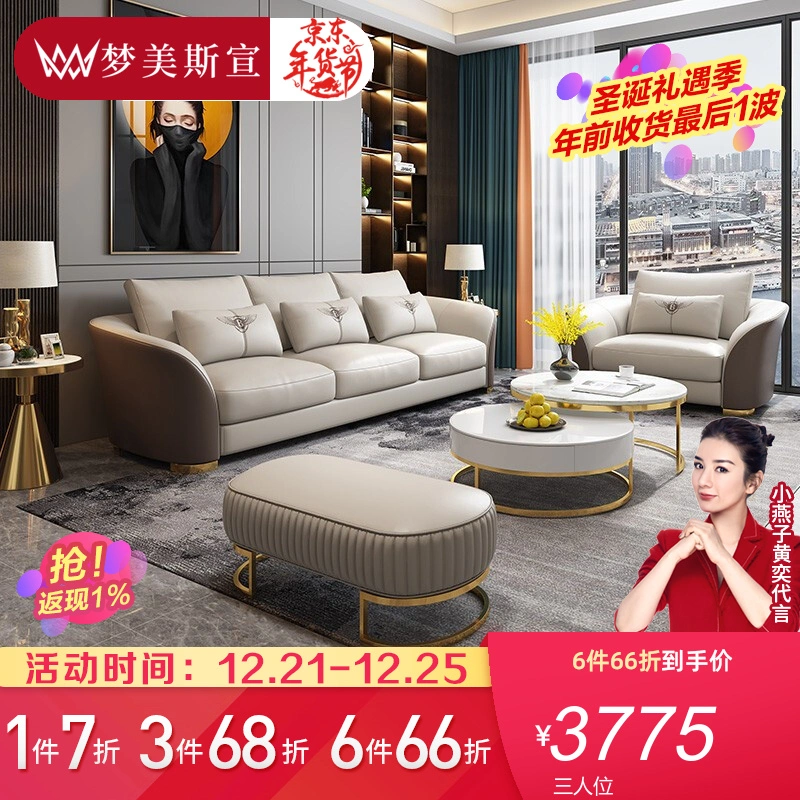 梦美斯宣
京东
年货节
圣诞礼遇季
年前收货最后1波
小燕子黄奕代言
抢！
返现1%
活动时间：12.21-12.25
1件7折 3件68折 6件66折
6件66折到手价
¥3775
三人位